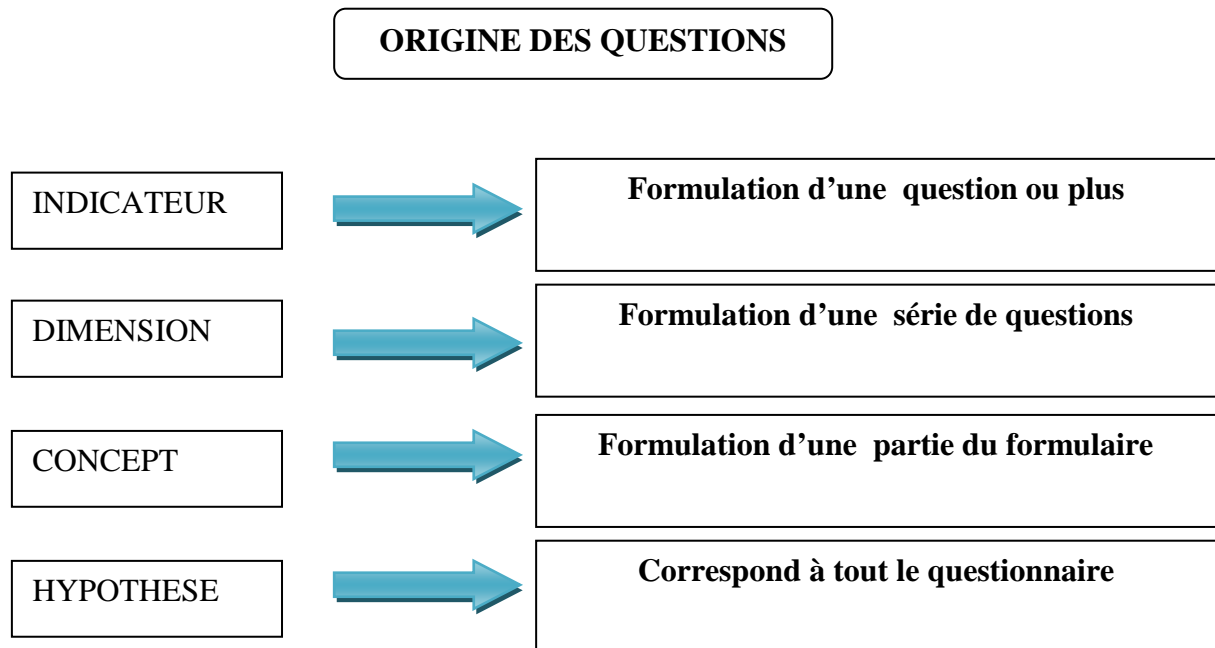 ORIGINE DES QUESTIONS
INDICATEUR
Formulation d’une question ou plus
DIMENSION
Formulation d’une série de questions
CONCEPT
Formulation d’une partie du formulaire
HYPOTHESE
Correspond à tout le questionnaire